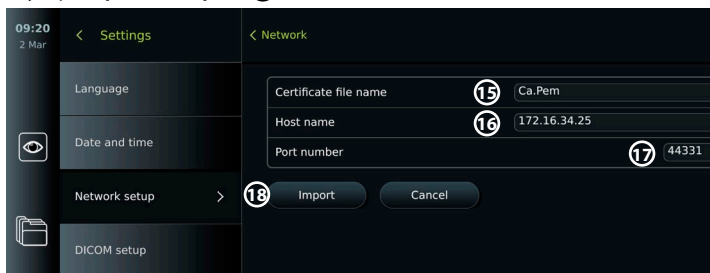 09:20
2 Mar
< Settings
< Network
Language
Date and time
Network setup >
DICOM setup
Certificate file name 15 Ca.Pem
Host name 16 172.16.34.25
Port number 17 44331
18 Import Cancel